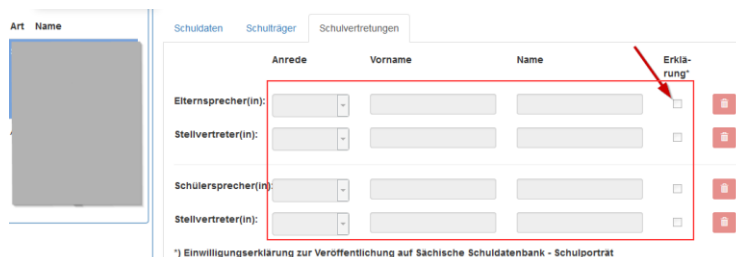 Art Name
Schuldaten Schulträger Schulvertretungen
Anrede Vorname Name Erklä-
rung*
Elternsprecher(in):
Stellvertreter(in):
Schülersprecher(in):
Stellvertreter(in):
*) Einwilligungserklärung zur Veröffentlichung auf Sächsische Schuldatenbank - Schulporträt